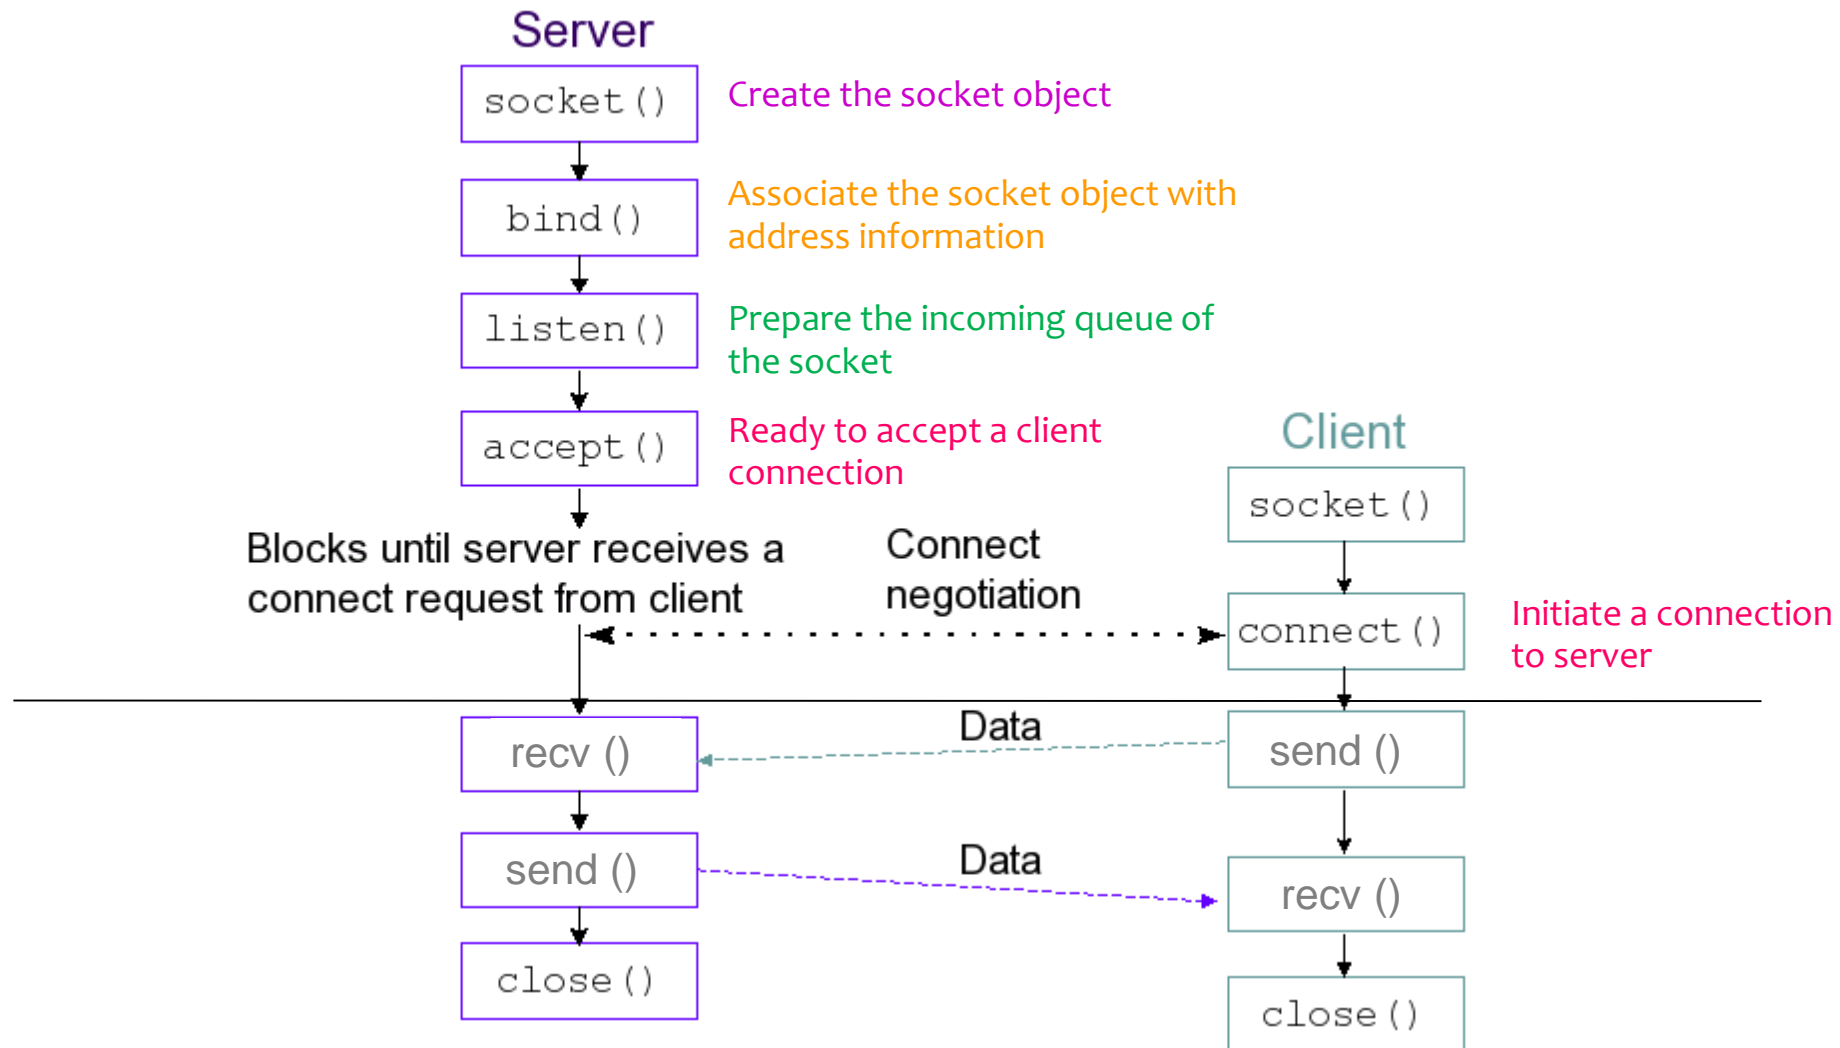 Server
socket()
Create the socket object
bind()
Associate the socket object with
address information
listen()
Prepare the incoming queue of
the socket
accept()
Ready to accept a client
connection
Blocks until server receives a
connect request from client
Connect
negotiation
Client
socket()
connect()
Initiate a connection
to server
recv ()
Data
send ()
send ()
Data
recv ()
close()
close()